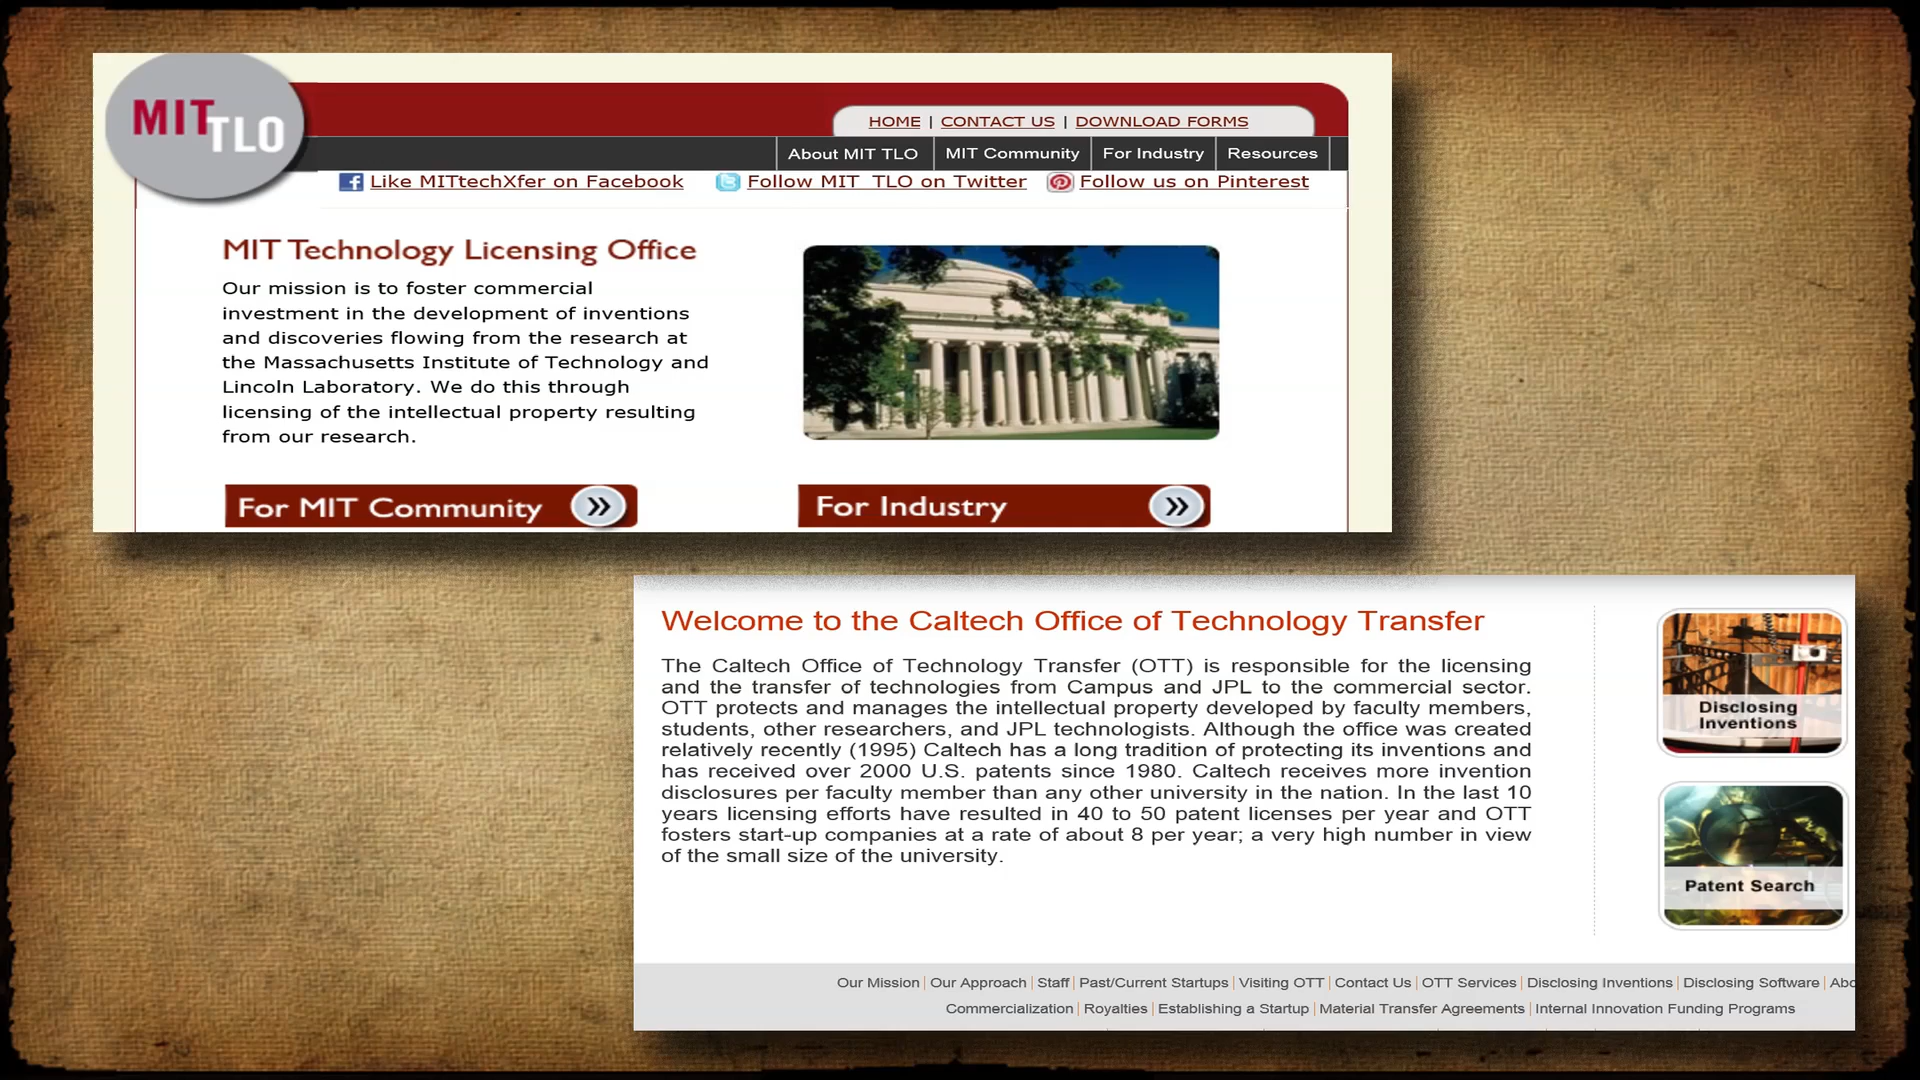 MIT TLO
HOME | CONTACT US | DOWNLOAD FORMS
About MIT TLO MIT Community For Industry Resources
Like MITtechXfer on Facebook Follow MIT TLO on Twitter Follow us on Pinterest
MIT Technology Licensing Office
Our mission is to foster commercial
investment in the development of inventions
and discoveries flowing from the research at
the Massachusetts Institute of Technology and
Lincoln Laboratory. We do this through
licensing of the intellectual property resulting
from our research.
For MIT Community »
For Industry »
Welcome to the Caltech Office of Technology Transfer
The Caltech Office of Technology Transfer (OTT) is responsible for the licensing
and the transfer of technologies from Campus and JPL to the commercial sector.
OTT protects and manages the intellectual property developed by faculty members,
students, other researchers, and JPL technologists. Although the office was created
relatively recently (1995) Caltech has a long tradition of protecting its inventions and
has received over 2000 U.S. patents since 1980. Caltech receives more invention
disclosures per faculty member than any other university in the nation. In the last 10
years licensing efforts have resulted in 40 to 50 patent licenses per year and OTT
fosters start-up companies at a rate of about 8 per year; a very high number in view
of the small size of the university.
Disclosing
Inventions
Patent Search
Our Mission | Our Approach | Staff | Past/Current Startups | Visiting OTT | Contact Us | OTT Services | Disclosing Inventions | Disclosing Software |
Commercialization | Royalties | Establishing a Startup | Material Transfer Agreements | Internal Innovation Funding Programs